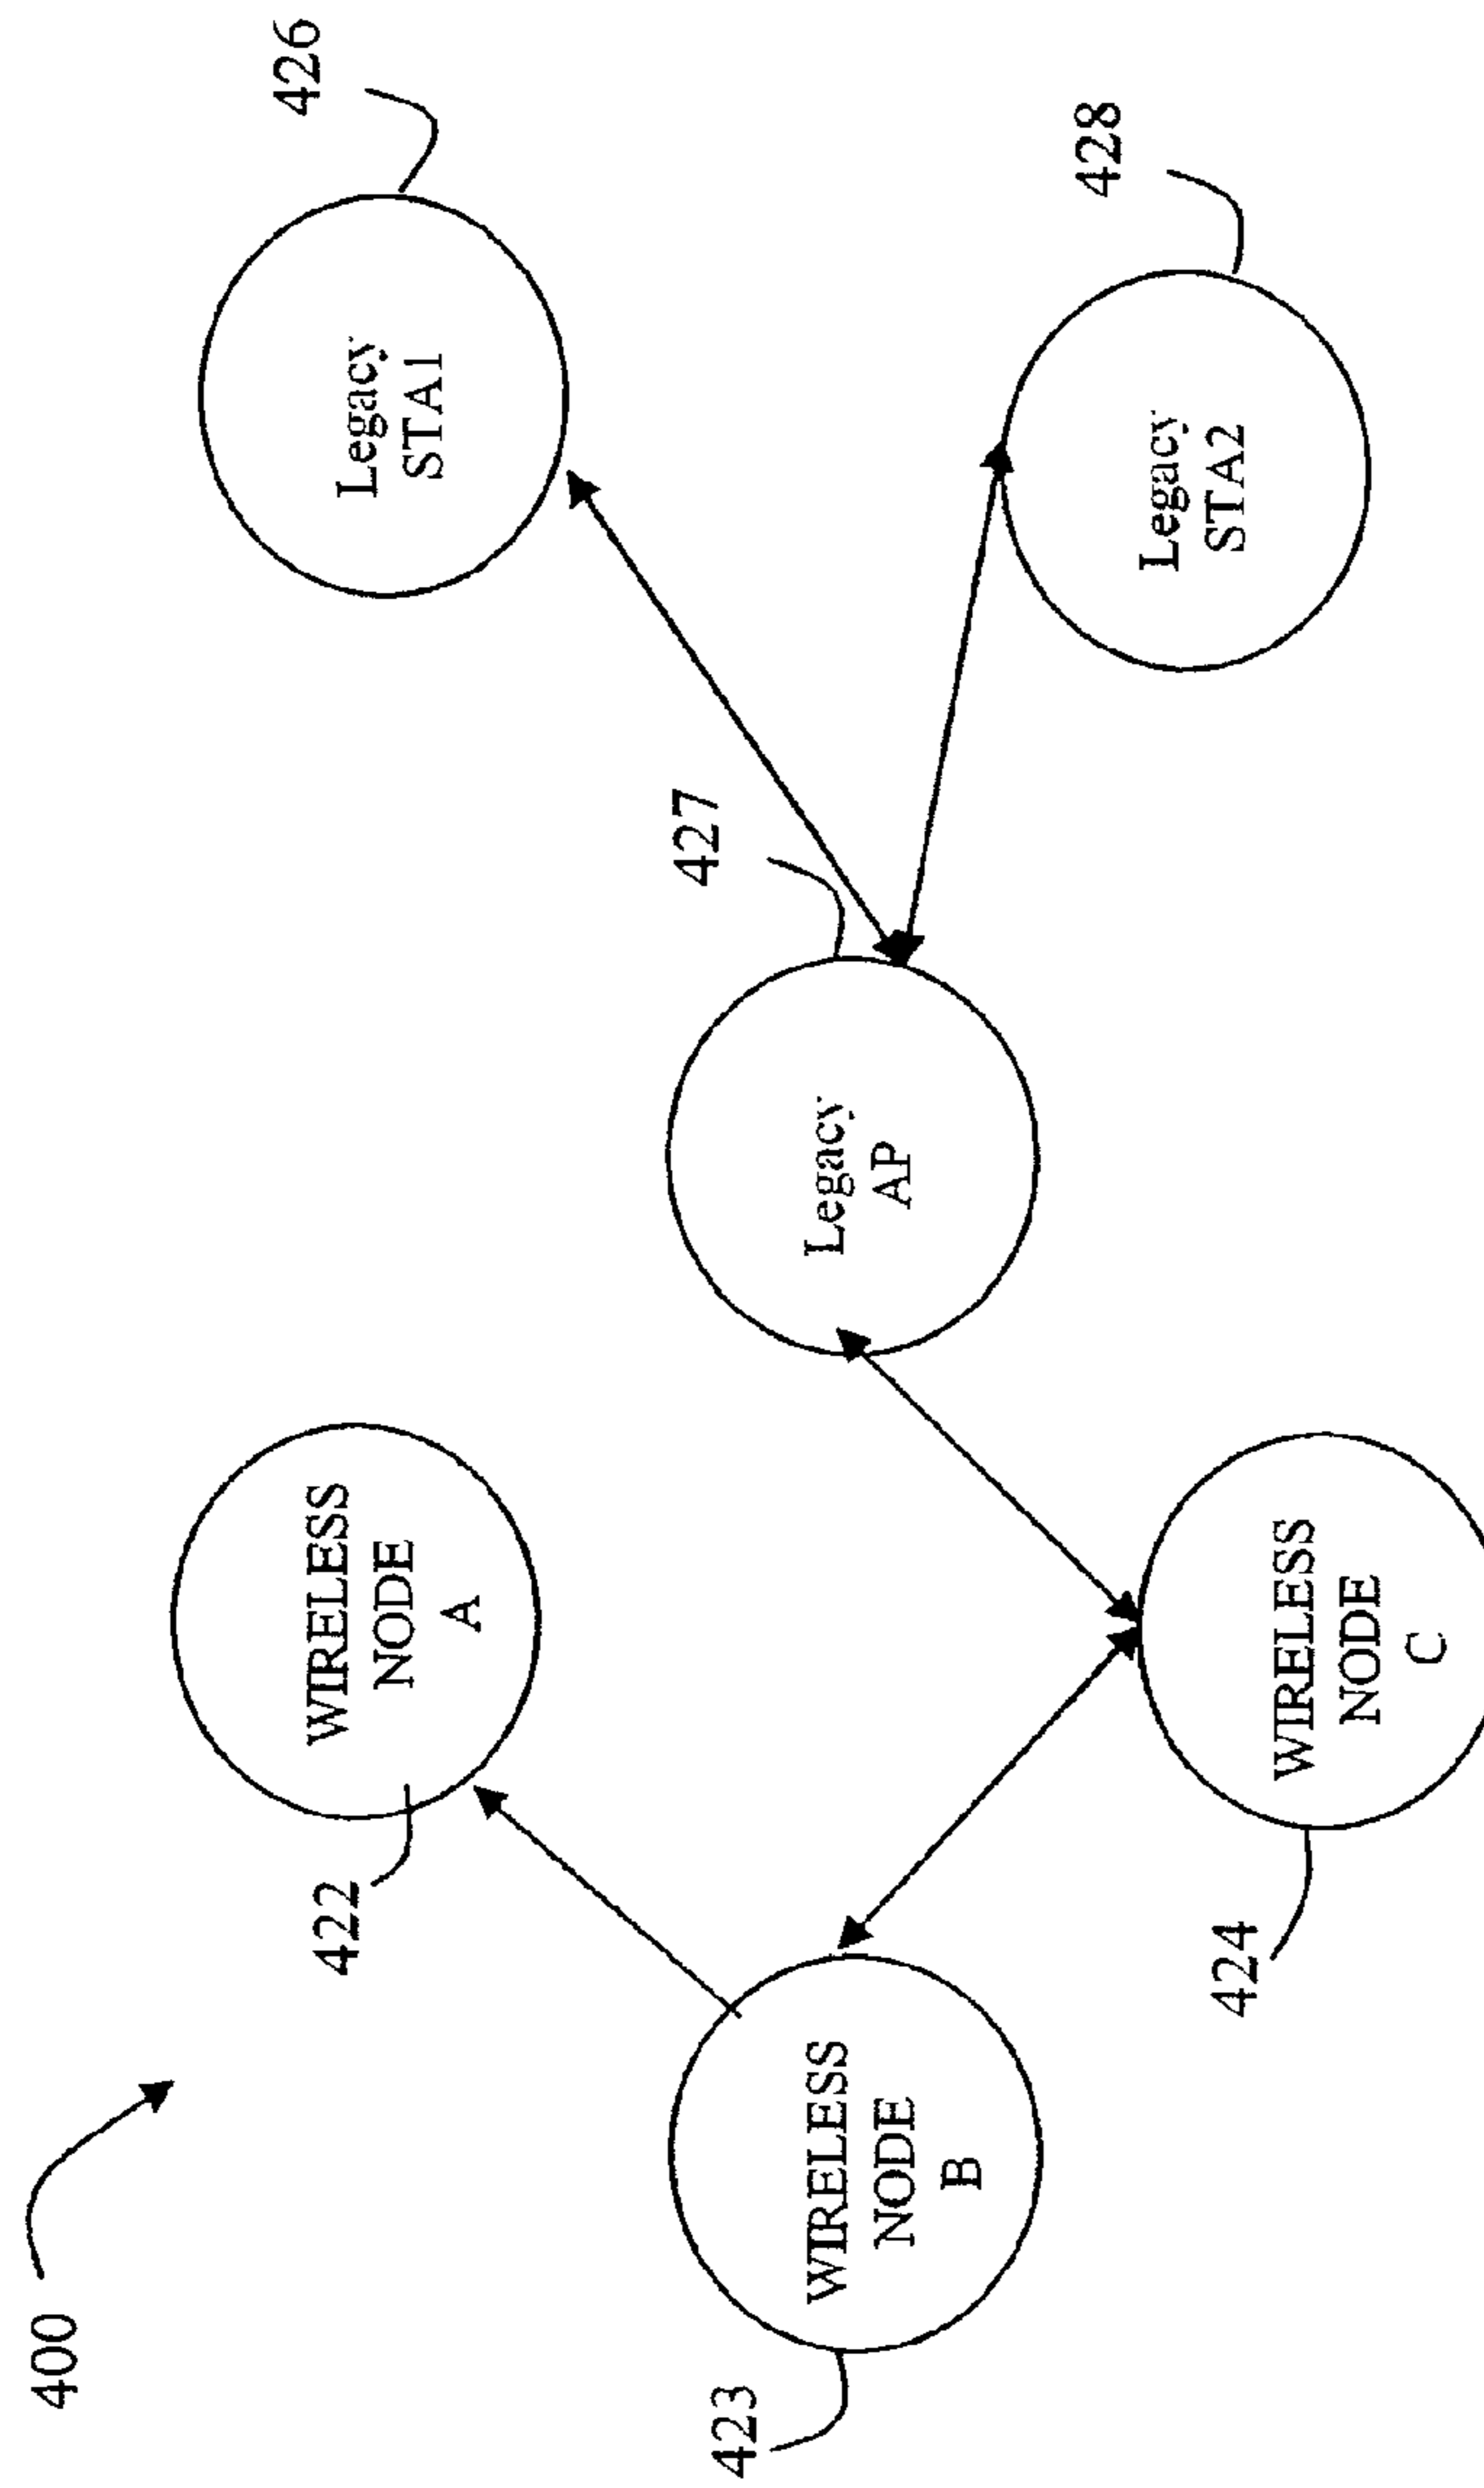 400
422
WIRELESS
NODE
A
426
Legacy
STA1
423
WIRELESS
NODE
B
427
Legacy
AP
424
WIRELESS
NODE
C
428
Legacy
STA2